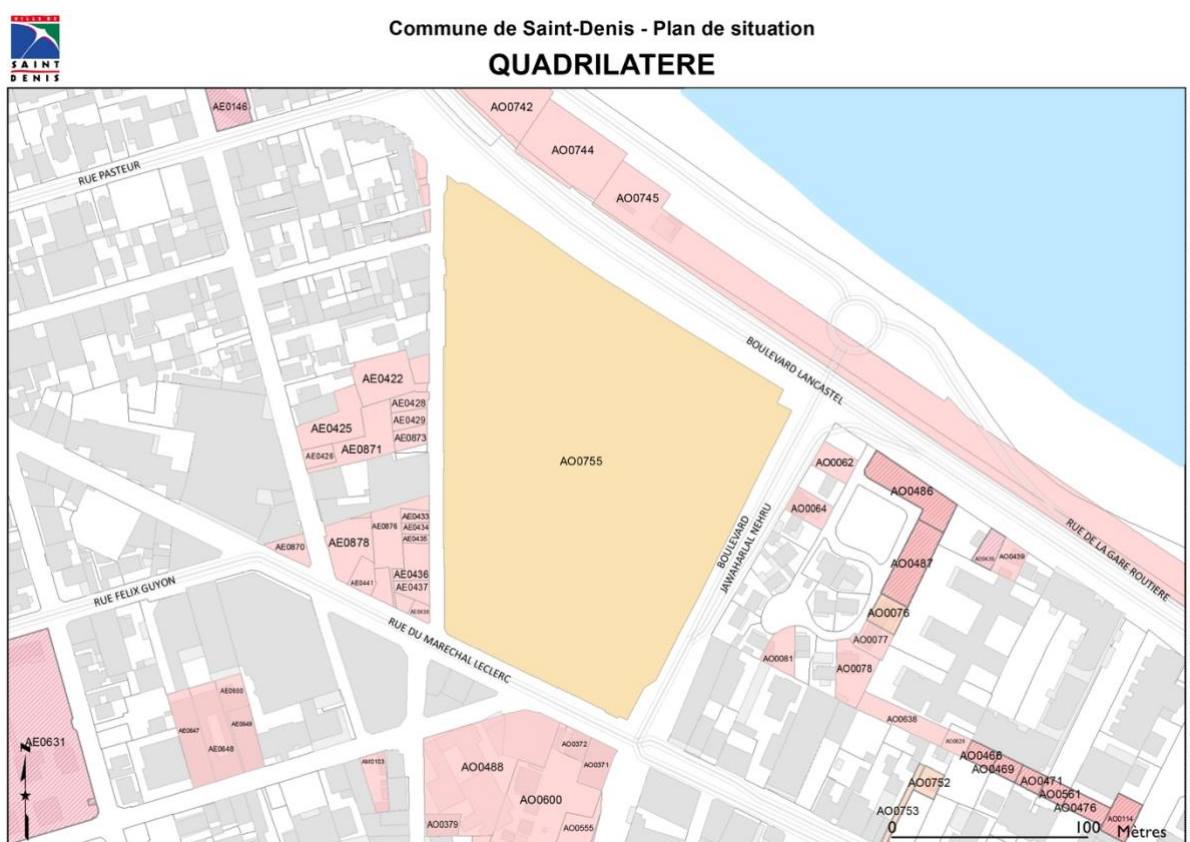 VILLE DE
SAINT
DENIS
Commune de Saint-Denis - Plan de situation
QUADRILATERE
AE0146
AO0742
AO0744
RUE PASTEUR
AO0745
BOULEVARD LANCASTEL
AE0422
AE0428
AE0429
AE0425
AE0873
AE0426
AE0871
AO0755
AO0062
AO0486
AO0064
AE0433
AE0876
AE0434
AE0435
AE0878
AE0870
BOULEVARD
JAWAHARLAL NEHRU
RUE DE LA GARE ROUTIERE
AO0439
AO0487
AE0436
AE0441
AE0437
RUE FELIX GUYON
AO0076
RUE DU MARECHAL LECLERC
AO0077
AO0081
AO0078
AE0650
AO0638
AE0647
AE0649
AE0648
AE0631
N
AO0372
AO0466
AO0488
AO0371
AO0469
AO0471
AO0752
AO0561
AO0600
AO0476
AO0753
AO0114
AO0379
AO0555
0
100
Mètres